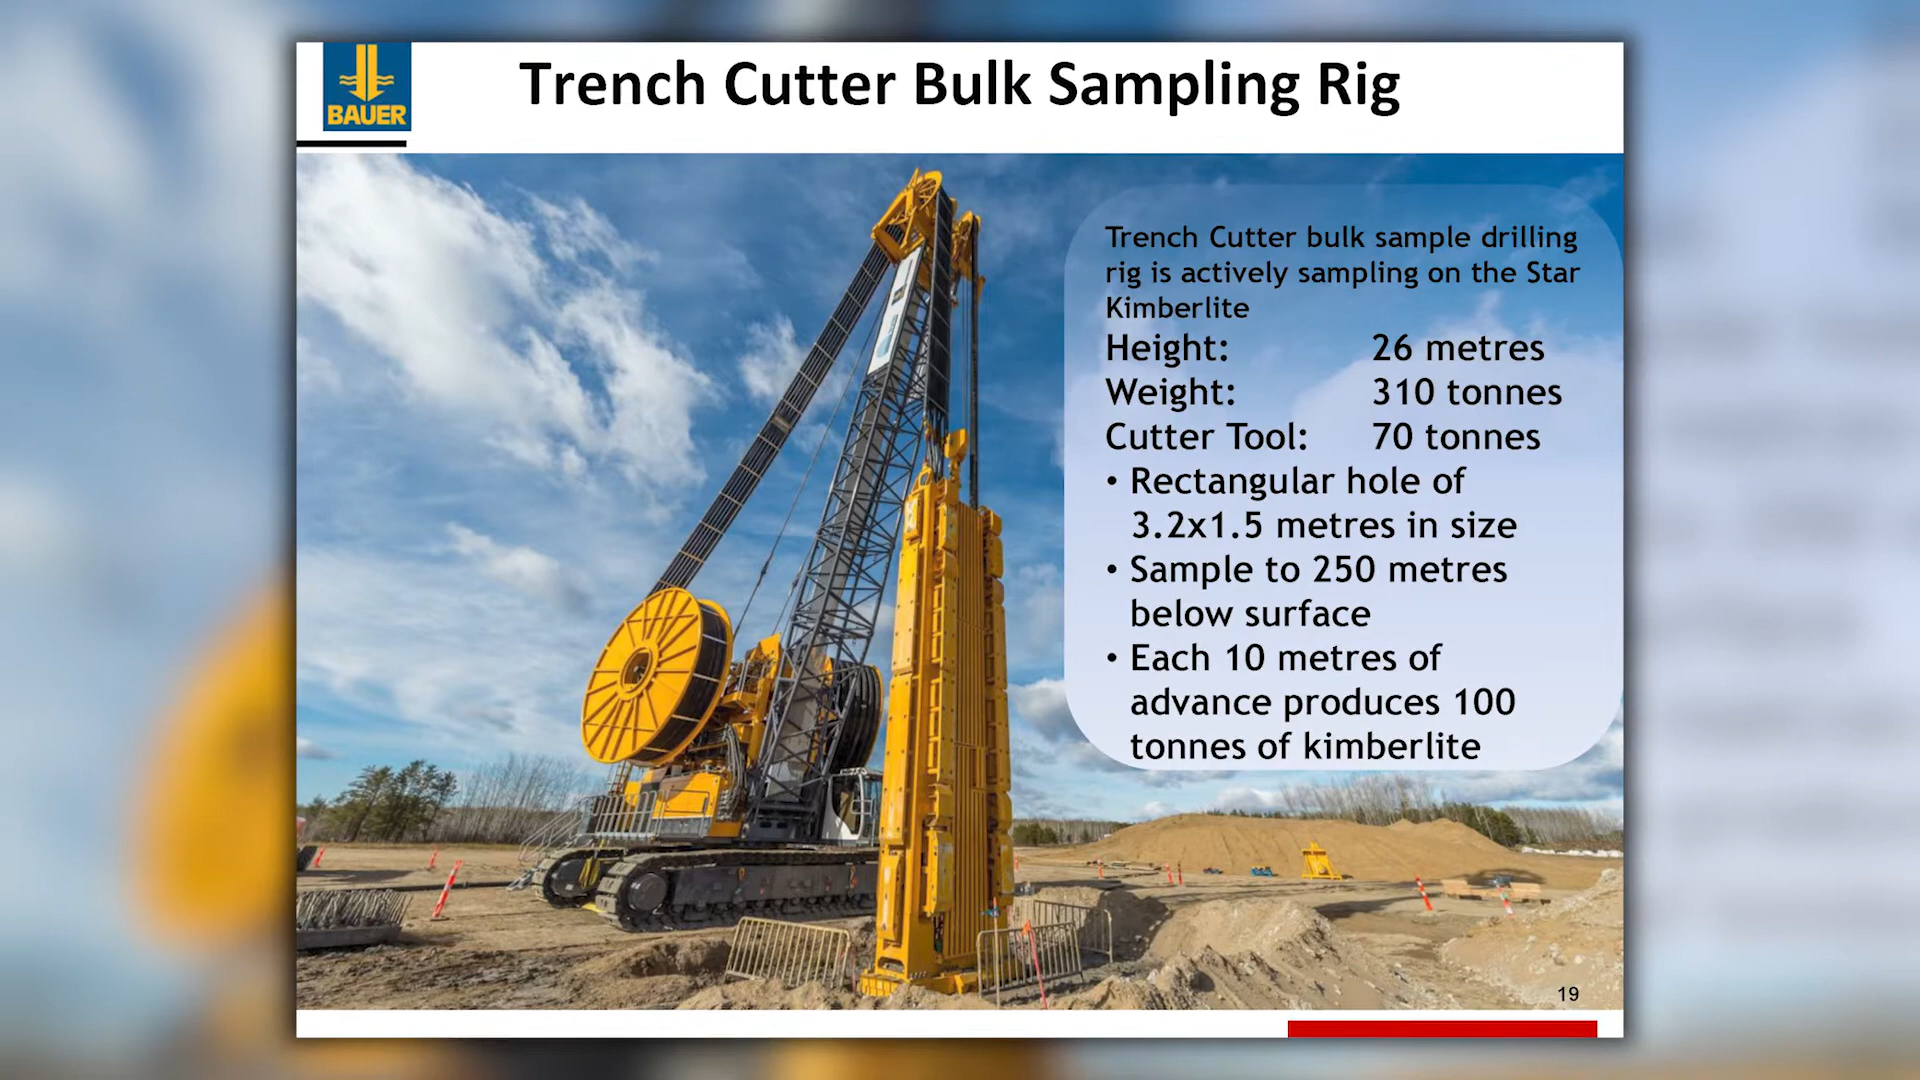 BAUER
Trench Cutter Bulk Sampling Rig
Trench Cutter bulk sample drilling
rig is actively sampling on the Star
Kimberlite
Height: 26 metres
Weight: 310 tonnes
Cutter Tool: 70 tonnes
• Rectangular hole of
3.2x1.5 metres in size
• Sample to 250 metres
below surface
• Each 10 metres of
advance produces 100
tonnes of kimberlite
19